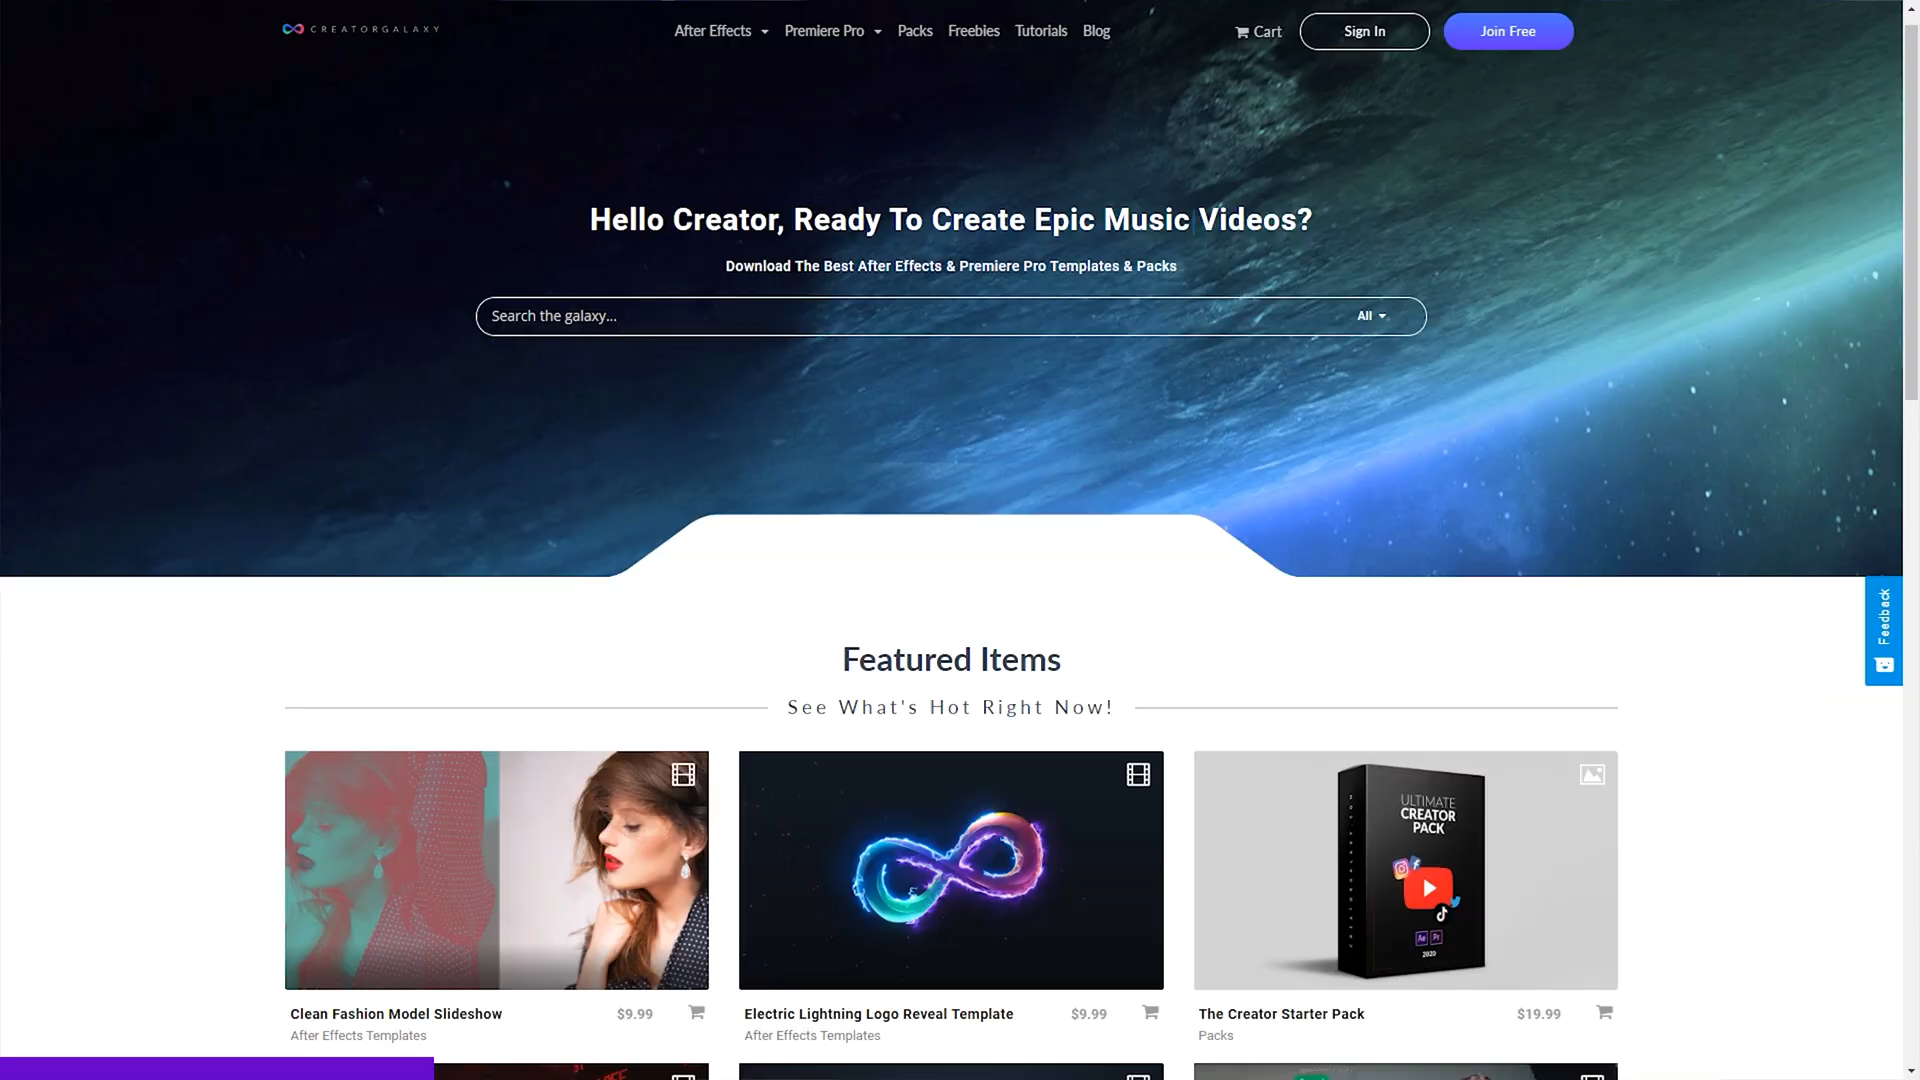 CREATORGALAXY
After Effects
Premiere Pro
Packs
Freebies
Tutorials
Blog
Cart
Sign In
Join Free
Hello Creator, Ready To Create Epic Music Videos?
Download The Best After Effects & Premiere Pro Templates & Packs
Search the galaxy...
All
Feedback
Featured Items
See What's Hot Right Now!
ULTIMATE
CREATOR
PACK
Ae
Pr
2020
Clean Fashion Model Slideshow
$9.99
After Effects Templates
Electric Lightning Logo Reveal Template
$9.99
After Effects Templates
The Creator Starter Pack
$19.99
Packs